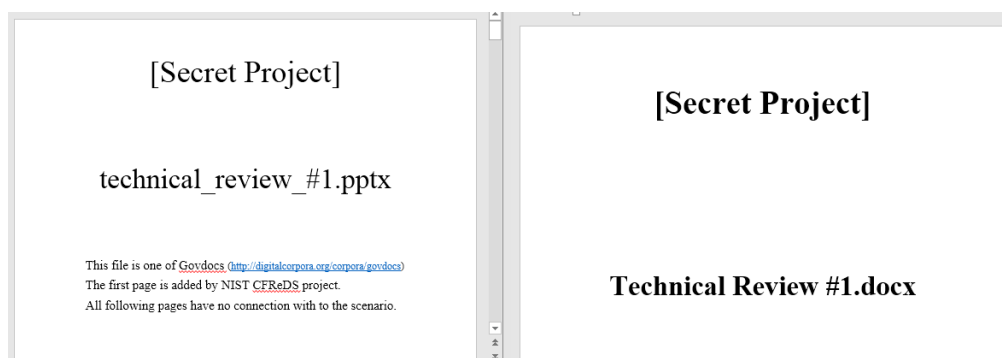 [Secret Project]
technical_review_#1.pptx
This file is one of Govdocs (http://digitalcorpora.org/corpora/govdocs)
The first page is added by NIST CFReDS project.
All following pages have no connection with to the scenario.
[Secret Project]
Technical Review #1.docx